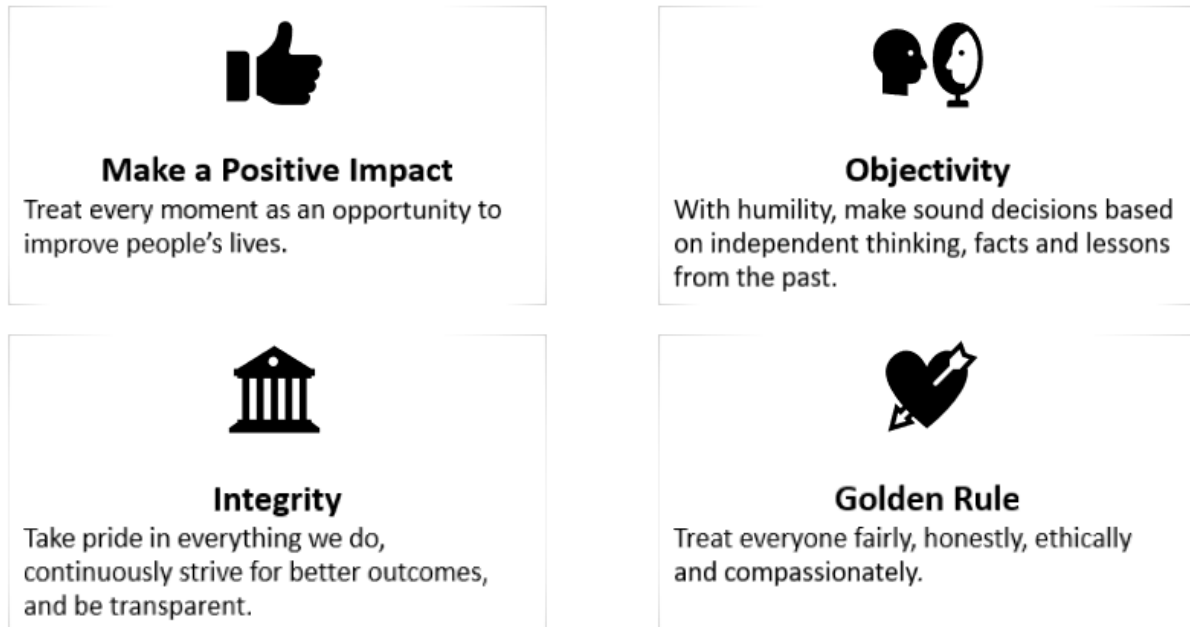 Make a Positive Impact
Treat every moment as an opportunity to
improve people’s lives.
Objectivity
With humility, make sound decisions based
on independent thinking, facts and lessons
from the past.
Integrity
Take pride in everything we do,
continuously strive for better outcomes,
and be transparent.
Golden Rule
Treat everyone fairly, honestly, ethically
and compassionately.